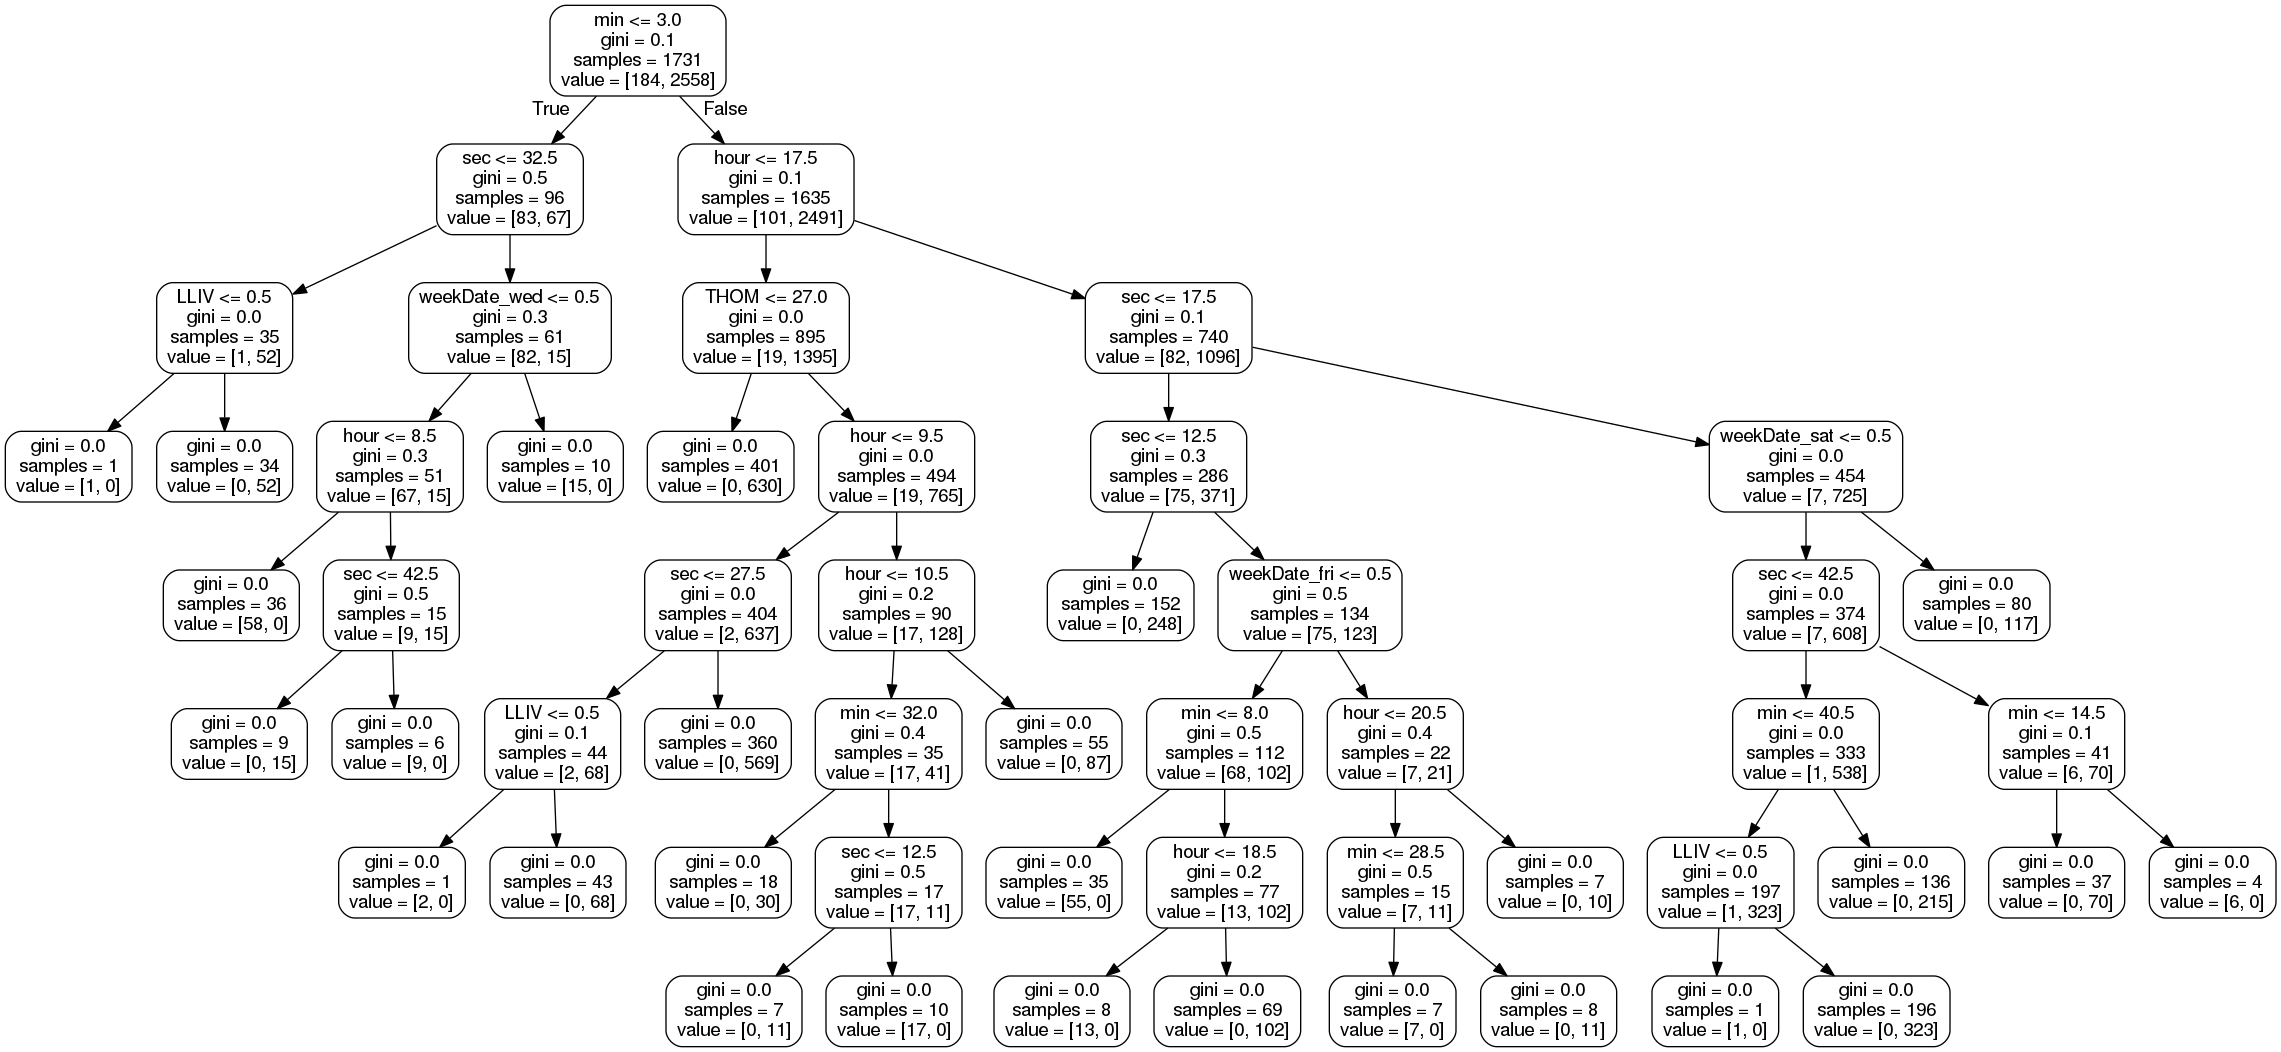 min <= 3.0
gini = 0.1
samples = 1731
value = [184, 2558]
True
False
sec <= 32.5
gini = 0.5
samples = 96
value = [83, 67]
hour <= 17.5
gini = 0.1
samples = 1635
value = [101, 2491]
LLIV <= 0.5
gini = 0.0
samples = 35
value = [1, 52]
weekDate_wed <= 0.5
gini = 0.3
samples = 61
value = [82, 15]
THOM <= 27.0
gini = 0.0
samples = 895
value = [19, 1395]
sec <= 17.5
gini = 0.1
samples = 740
value = [82, 1096]
gini = 0.0
samples = 1
value = [1, 0]
gini = 0.0
samples = 34
value = [0, 52]
hour <= 8.5
gini = 0.3
samples = 51
value = [67, 15]
gini = 0.0
samples = 10
value = [15, 0]
gini = 0.0
samples = 401
value = [0, 630]
hour <= 9.5
gini = 0.0
samples = 494
value = [19, 765]
sec <= 12.5
gini = 0.3
samples = 286
value = [75, 371]
weekDate_sat <= 0.5
gini = 0.0
samples = 454
value = [7, 725]
gini = 0.0
samples = 36
value = [58, 0]
sec <= 42.5
gini = 0.5
samples = 15
value = [9, 15]
sec <= 27.5
gini = 0.0
samples = 404
value = [2, 637]
hour <= 10.5
gini = 0.2
samples = 90
value = [17, 128]
gini = 0.0
samples = 152
value = [0, 248]
weekDate_fri <= 0.5
gini = 0.5
samples = 134
value = [75, 123]
sec <= 42.5
gini = 0.0
samples = 374
value = [7, 608]
gini = 0.0
samples = 80
value = [0, 117]
gini = 0.0
samples = 9
value = [0, 15]
gini = 0.0
samples = 6
value = [9, 0]
LLIV <= 0.5
gini = 0.1
samples = 44
value = [2, 68]
gini = 0.0
samples = 360
value = [0, 569]
min <= 32.0
gini = 0.4
samples = 35
value = [17, 41]
gini = 0.0
samples = 55
value = [0, 87]
min <= 8.0
gini = 0.5
samples = 112
value = [68, 102]
hour <= 20.5
gini = 0.4
samples = 22
value = [7, 21]
min <= 40.5
gini = 0.0
samples = 333
value = [1, 538]
min <= 14.5
gini = 0.1
samples = 41
value = [6, 70]
gini = 0.0
samples = 1
value = [2, 0]
gini = 0.0
samples = 43
value = [0, 68]
gini = 0.0
samples = 18
value = [0, 30]
sec <= 12.5
gini = 0.5
samples = 17
value = [17, 11]
gini = 0.0
samples = 35
value = [55, 0]
hour <= 18.5
gini = 0.2
samples = 77
value = [13, 102]
min <= 28.5
gini = 0.5
samples = 15
value = [7, 11]
gini = 0.0
samples = 7
value = [0, 10]
LLIV <= 0.5
gini = 0.0
samples = 197
value = [1, 323]
gini = 0.0
samples = 136
value = [0, 215]
gini = 0.0
samples = 37
value = [0, 70]
gini = 0.0
samples = 4
value = [6, 0]
gini = 0.0
samples = 7
value = [0, 11]
gini = 0.0
samples = 10
value = [17, 0]
gini = 0.0
samples = 8
value = [13, 0]
gini = 0.0
samples = 69
value = [0, 102]
gini = 0.0
samples = 7
value = [7, 0]
gini = 0.0
samples = 8
value = [0, 11]
gini = 0.0
samples = 1
value = [1, 0]
gini = 0.0
samples = 196
value = [0, 323]